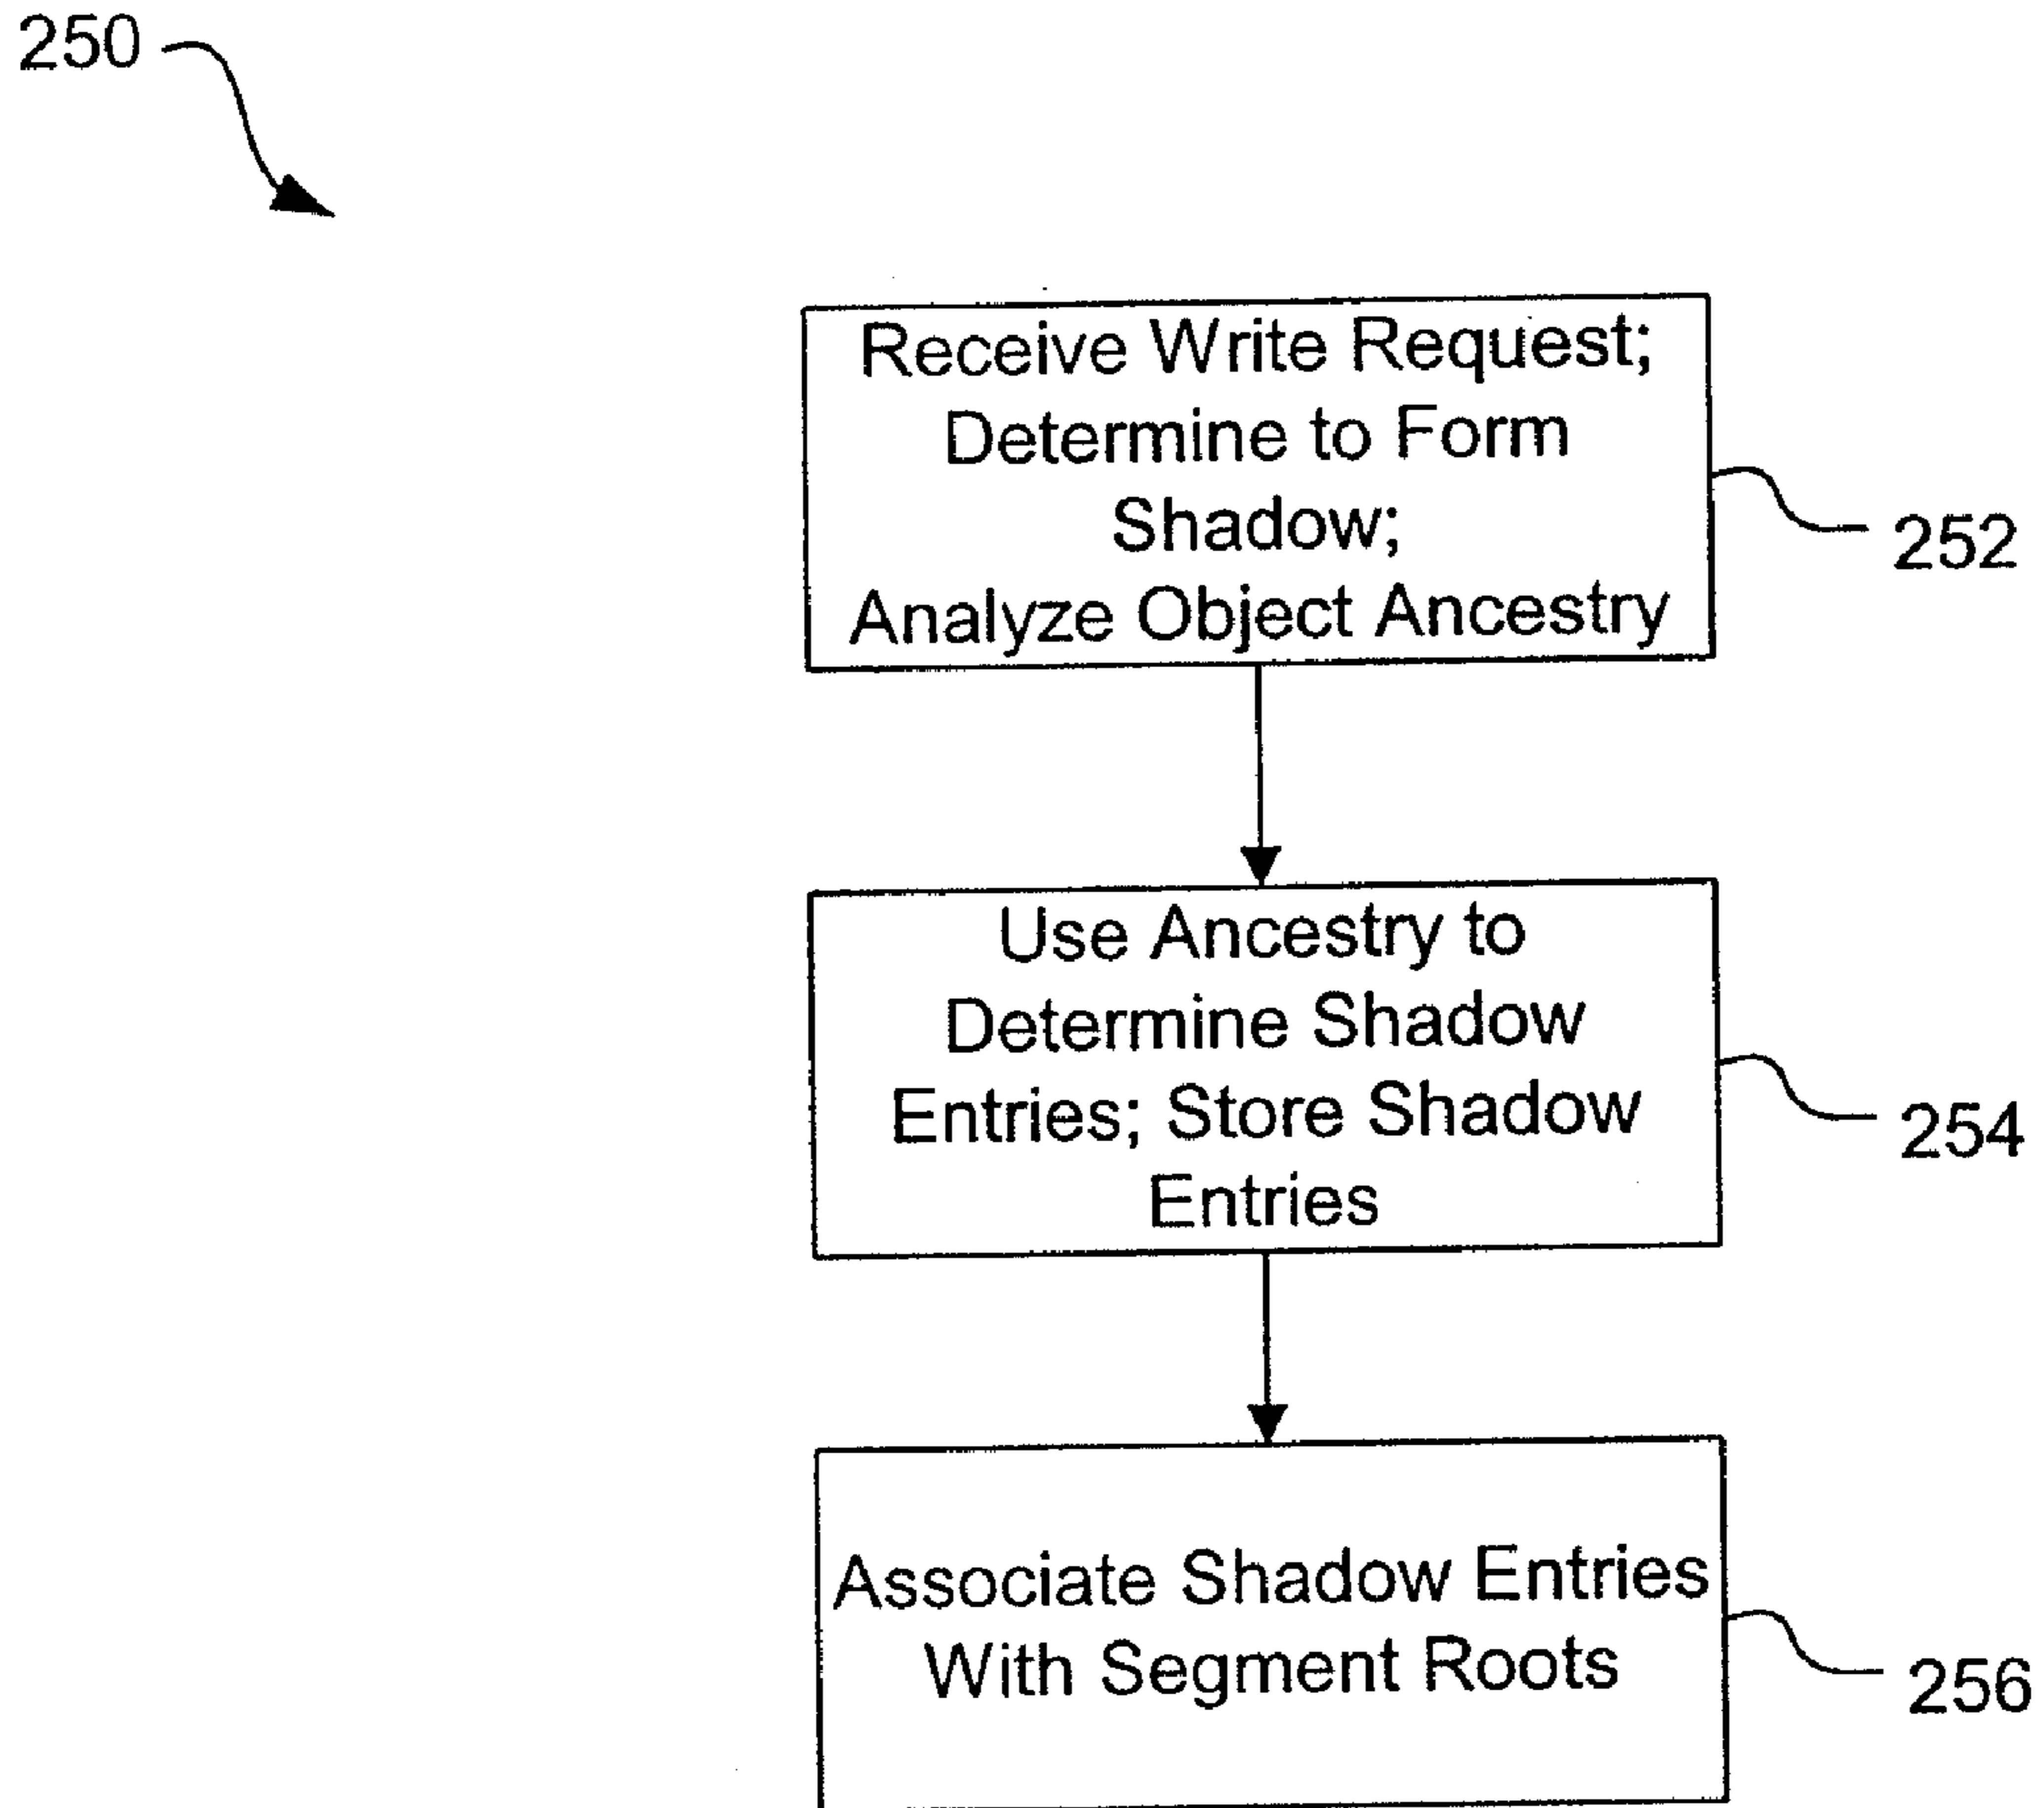 250
Receive Write Request;
Determine to Form
Shadow;
Analyze Object Ancestry
252
Use Ancestry to
Determine Shadow
Entries; Store Shadow
Entries
254
Associate Shadow Entries
With Segment Roots
256